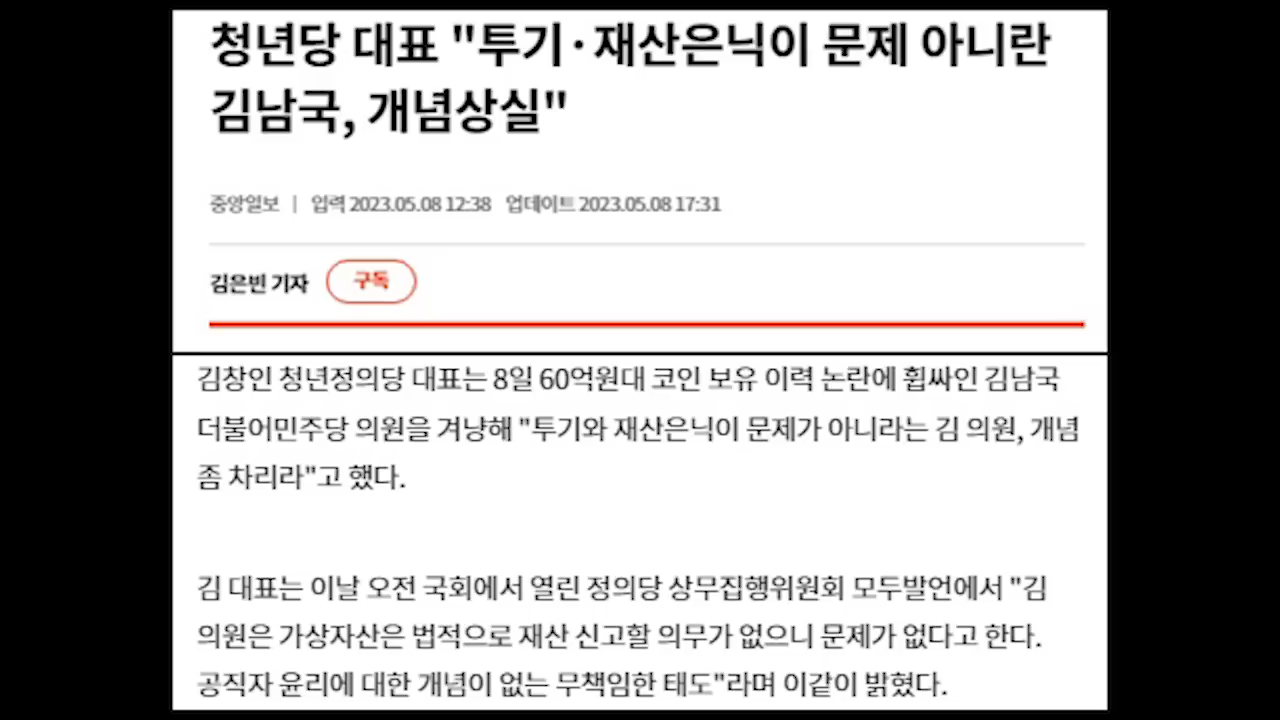 청년당 대표 "투기·재산은닉이 문제 아니란
김남국, 개념상실"
중앙일보 | 입력 2023.05.08 12:38 업데이트 2023.05.08 17:31
김은빈 기자 구독
김창인 청년정의당 대표는 8일 60억원대 코인 보유 이력 논란에 휩싸인 김남국
더불어민주당 의원을 겨냥해 "투기와 재산은닉이 문제가 아니라는 김 의원, 개념
좀 차리라"고 했다.
김 대표는 이날 오전 국회에서 열린 정의당 상무집행위원회 모두발언에서 "김
의원은 가상자산은 법적으로 재산 신고할 의무가 없으니 문제가 없다고 한다.
공직자 윤리에 대한 개념이 없는 무책임한 태도"라며 이같이 밝혔다.